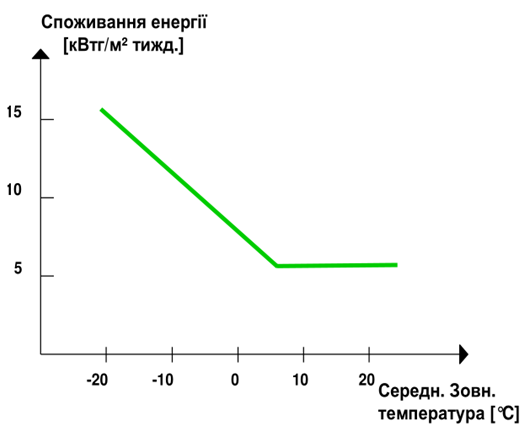 Споживання енергії
[кВтг/м² тижд.]
15
10
5
-20 -10 0 10 20
Середн. Зовн.
температура [°C]